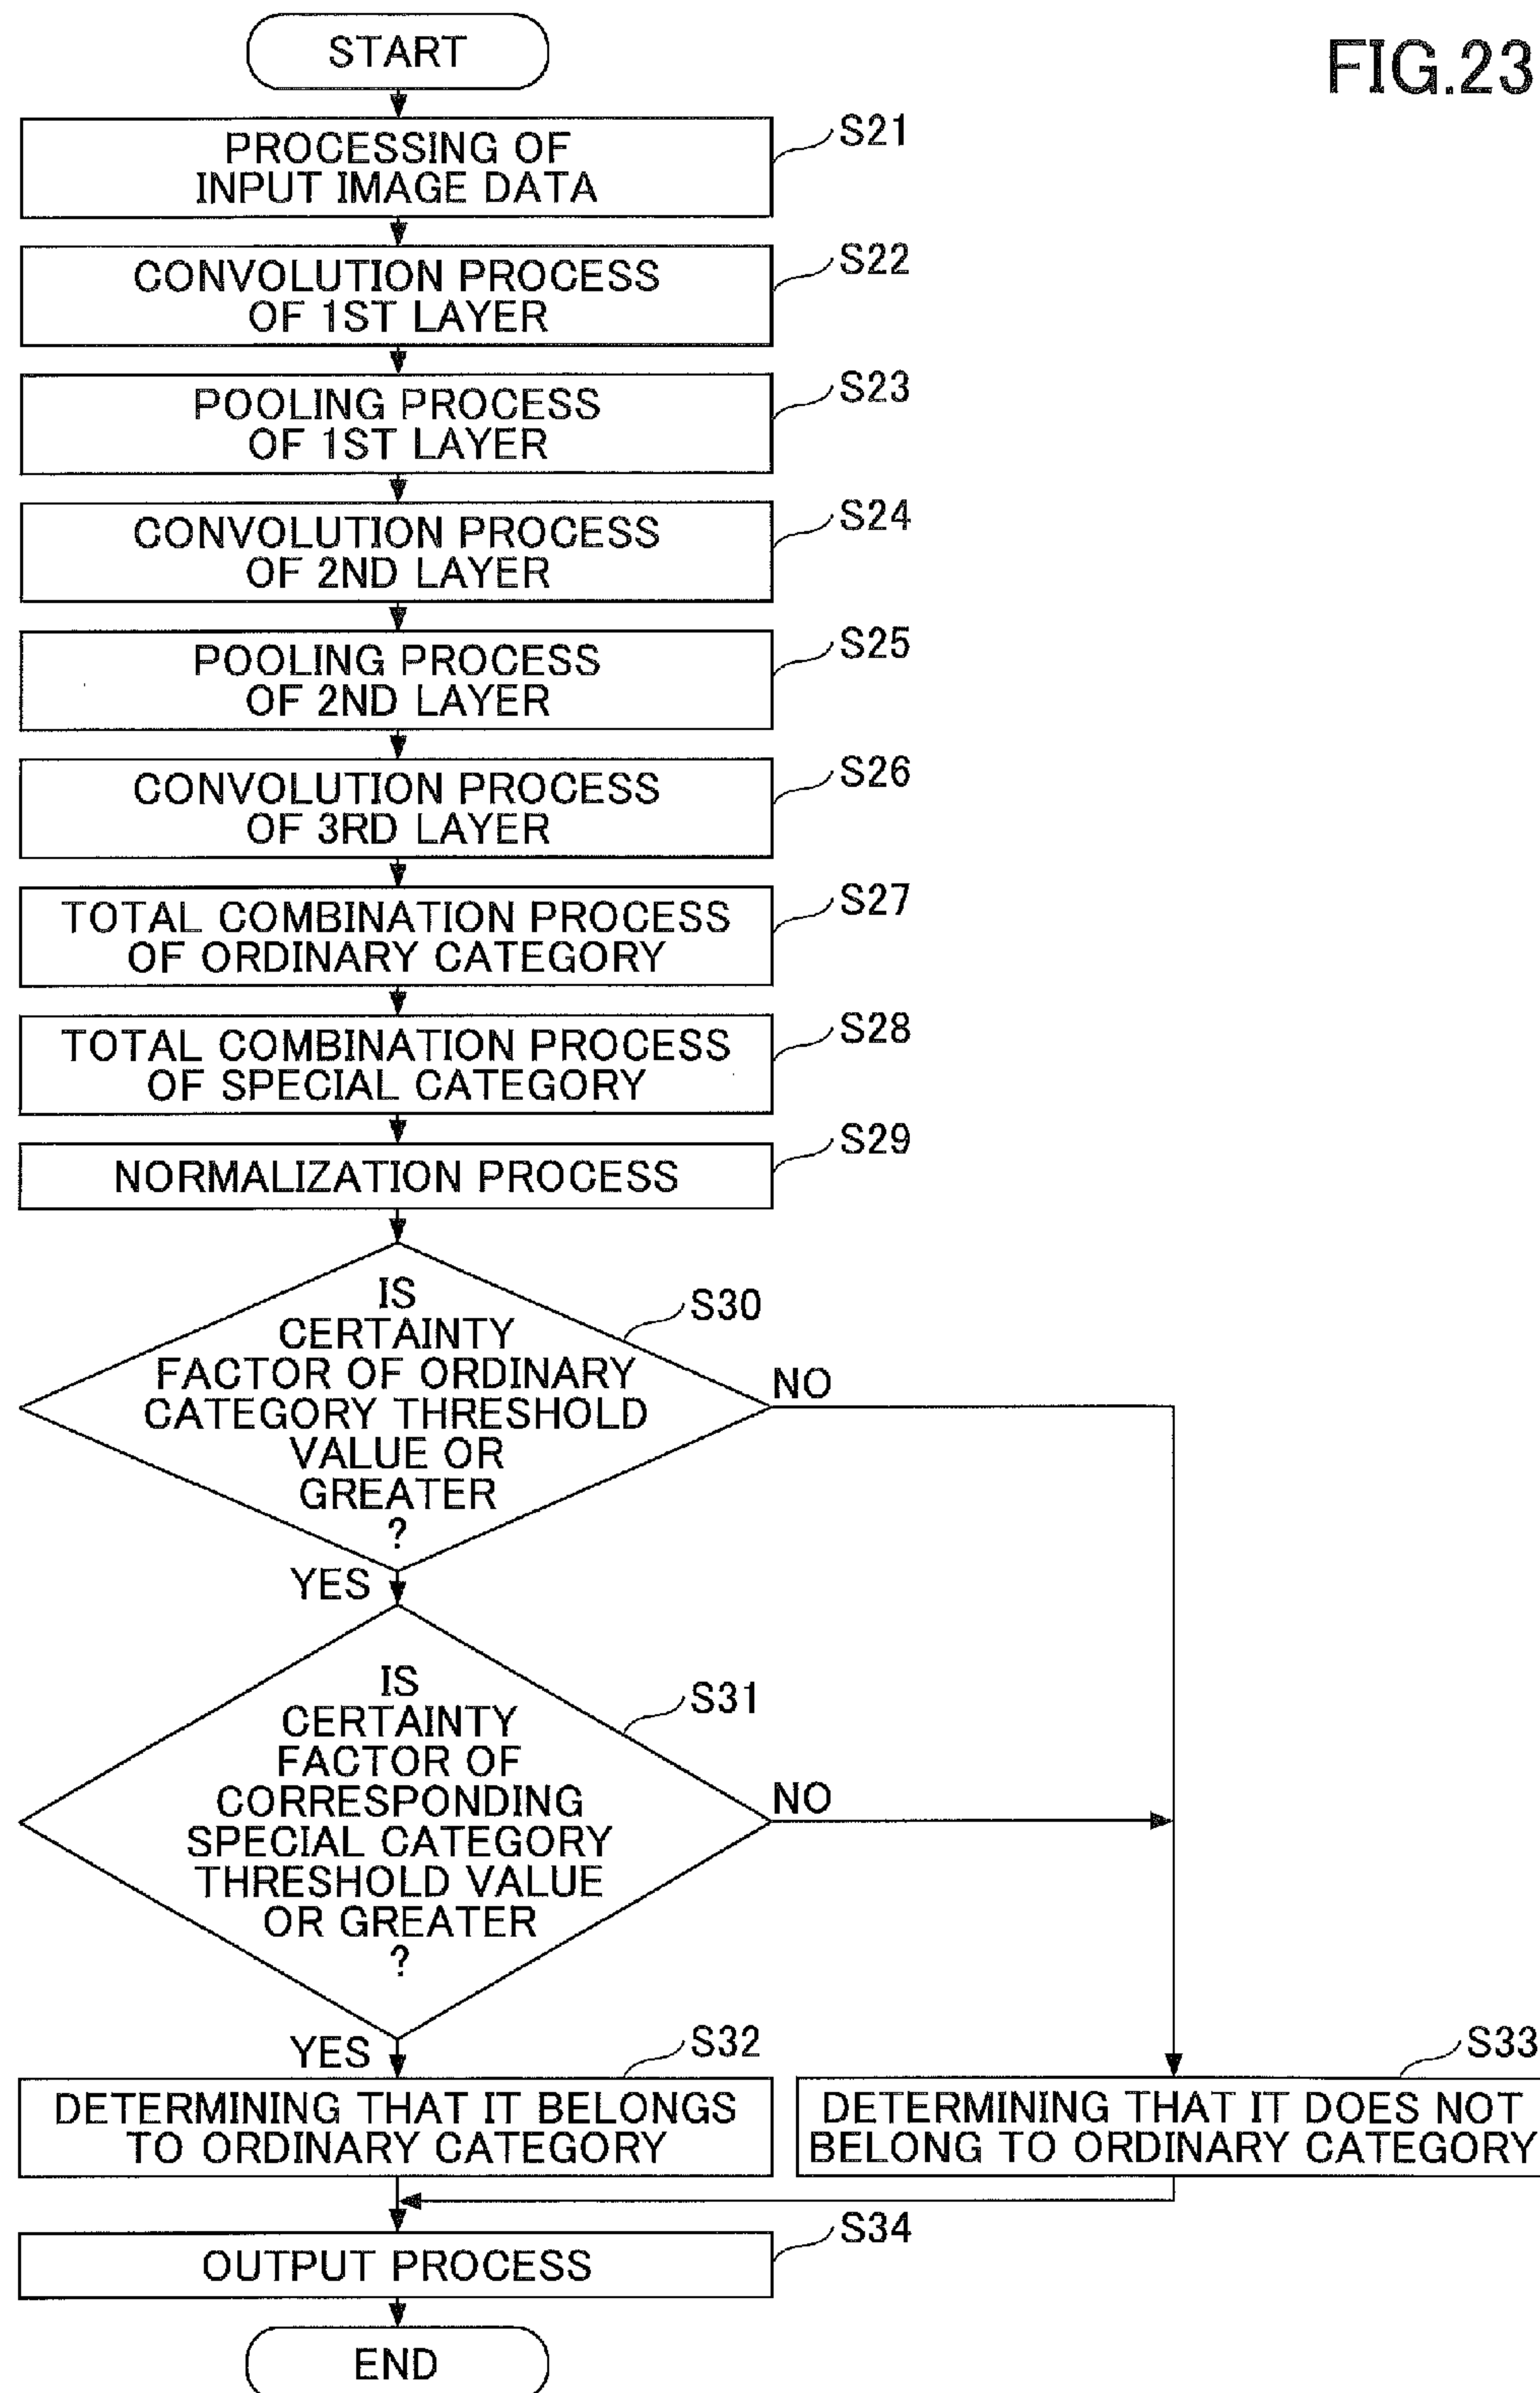 FIG.23
START
PROCESSING OF
INPUT IMAGE DATA
S21
CONVOLUTION PROCESS
OF 1ST LAYER
S22
POOLING PROCESS
OF 1ST LAYER
S23
CONVOLUTION PROCESS
OF 2ND LAYER
S24
POOLING PROCESS
OF 2ND LAYER
S25
CONVOLUTION PROCESS
OF 3RD LAYER
S26
TOTAL COMBINATION PROCESS
OF ORDINARY CATEGORY
S27
TOTAL COMBINATION PROCESS
OF SPECIAL CATEGORY
S28
NORMALIZATION PROCESS
S29
IS
CERTAINTY
FACTOR OF ORDINARY
CATEGORY THRESHOLD
VALUE OR
GREATER
?
S30
NO
YES
IS
CERTAINTY
FACTOR OF
CORRESPONDING
SPECIAL CATEGORY
THRESHOLD VALUE
OR GREATER
?
S31
NO
YES
DETERMINING THAT IT BELONGS
TO ORDINARY CATEGORY
S32
DETERMINING THAT IT DOES NOT
BELONG TO ORDINARY CATEGORY
S33
OUTPUT PROCESS
S34
END